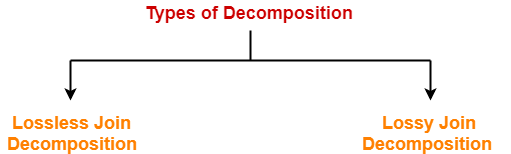 Types of Decomposition
Lossless Join
Decomposition
Lossy Join
Decomposition